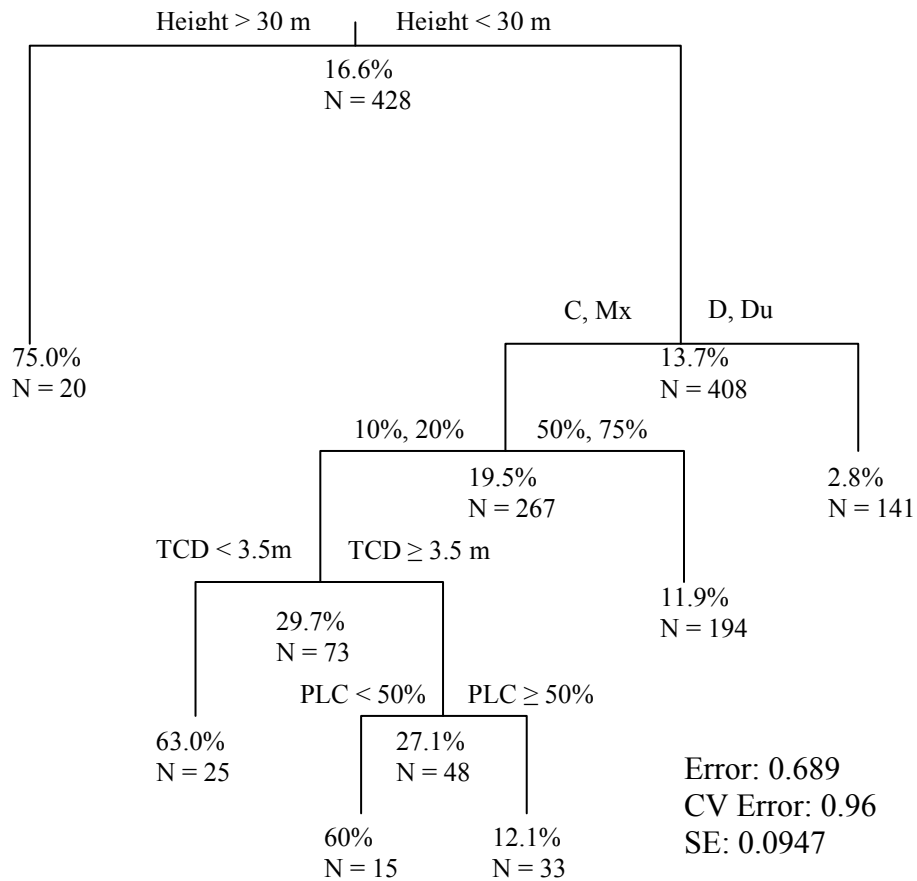 Height > 30 m
Height < 30 m
16.6%
N = 428
C, Mx
D, Du
75.0%
N = 20
13.7%
N = 408
10%, 20%
50%, 75%
19.5%
N = 267
2.8%
N = 141
TCD < 3.5m
TCD ≥ 3.5 m
29.7%
N = 73
11.9%
N = 194
PLC < 50%
PLC ≥ 50%
63.0%
N = 25
27.1%
N = 48
60%
N = 15
12.1%
N = 33
Error: 0.689
CV Error: 0.96
SE: 0.0947